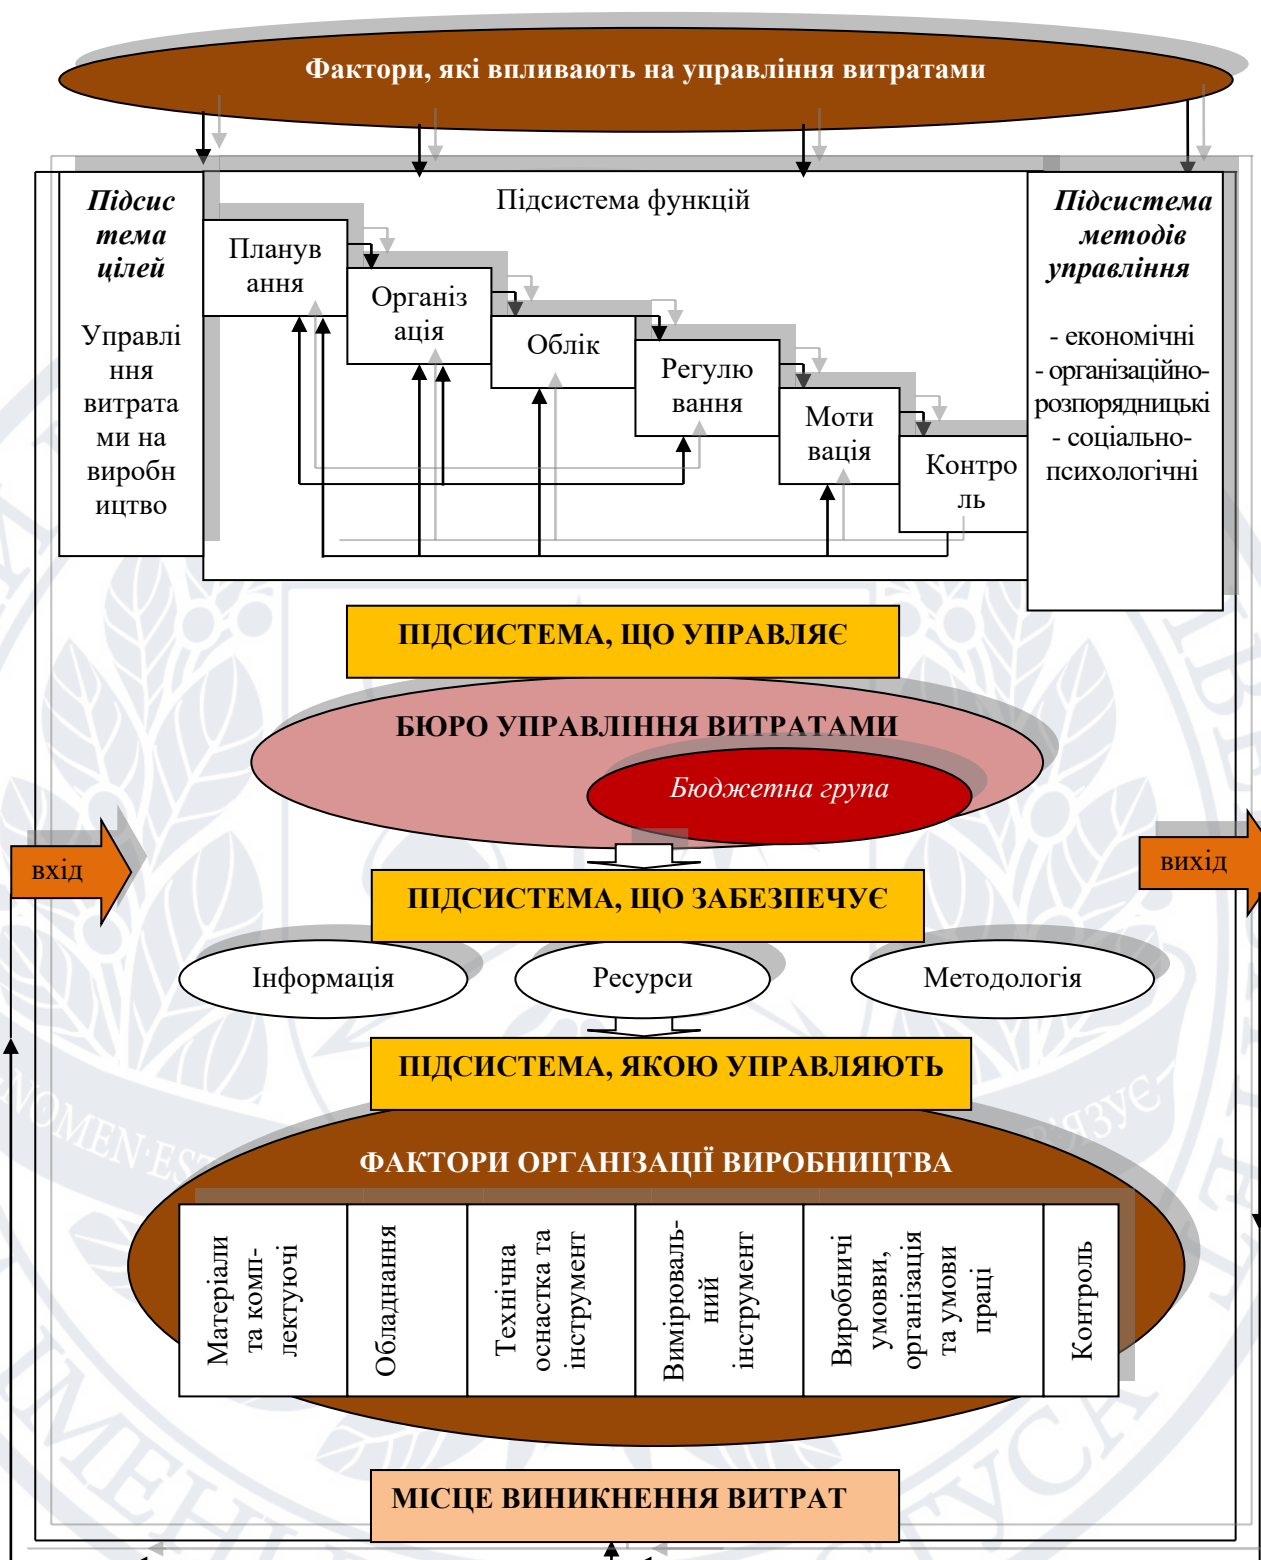 Фактори, які впливають на управління витратами
Підсис
тема
цілей
Управлі
ння
витрата
ми на
виробн
ицтво
Підсистема функцій
Планув
ання
Організ
ація
Облік
Регулю
вання
Моти
вація
Контро
ль
Підсистема
методів
управління
- економічні
- організаційно-
розпорядницькі
- соціально-
психологічні
ПІДСИСТЕМА, ЩО УПРАВЛЯЄ
БЮРО УПРАВЛІННЯ ВИТРАТАМИ
Бюджетна група
вхід
вихід
ПІДСИСТЕМА, ЩО ЗАБЕЗПЕЧУЄ
Інформація
Ресурси
Методологія
ПІДСИСТЕМА, ЯКОЮ УПРАВЛЯЮТЬ
ФАКТОРИ ОРГАНІЗАЦІЇ ВИРОБНИЦТВА
Матеріали
та комп-
лектуючі
Обладнання
Технічна
оснастка та
інструмент
Вимірюваль-
ний
інструмент
Виробничі
умови,
організація
та умови
праці
Контроль
МІСЦЕ ВИНИКНЕННЯ ВИТРАТ
NOMEN·EST